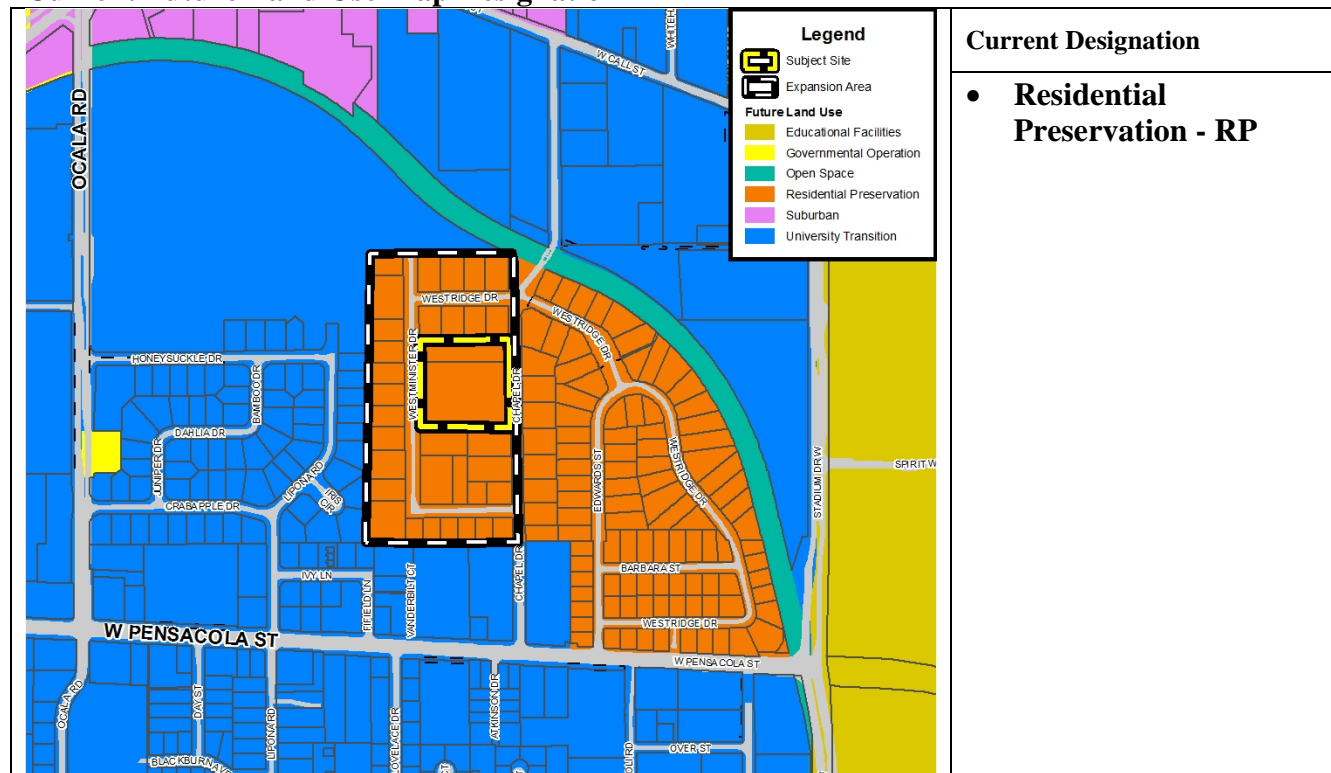 Legend
Subject Site
Expansion Area
Future Land Use
Educational Facilities
Governmental Operation
Open Space
Residential Preservation
Suburban
University Transition
Current Designation
• Residential
Preservation - RP
W CALL ST
OCALA RD
WESTRIDGE DR
WESTRIDGE DR
WESTMINISTER DR
CHAPEL DR
HONEYSUCKLE DR
BAMBOO DR
DAHLIA DR
JUNIPER DR
LIPONA RD
IRIS
CIR
CRABAPPLE DR
EDWARDS ST
WESTRIDGE DR
STADIUM DR W
SPIRIT W
IVY LN
FIFIELD LN
VANDERBILT CT
CHAPEL DR
BARBARA ST
WESTRIDGE DR
W PENSACOLA ST
W PENSACOLA ST
OCALA RD
DAY ST
LIPONA RD
LOVELACE DR
ATKINSON DR
OVER ST
BLACKBURN AV